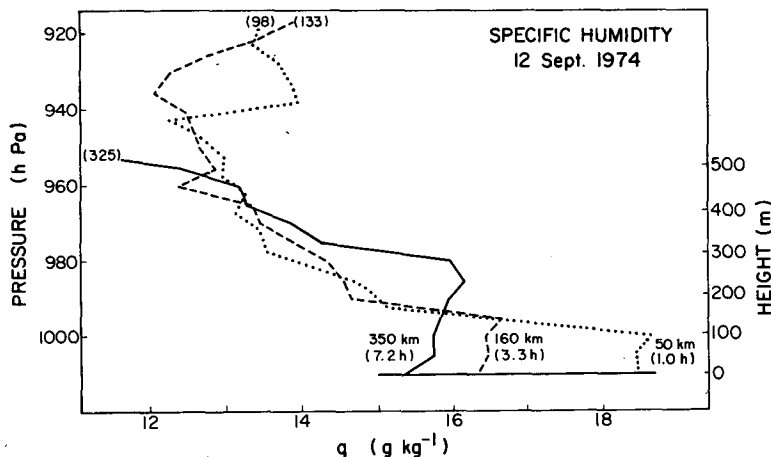 SPECIFIC HUMIDITY
12 Sept. 1974
(98) (133)
(325)
350 km
(7.2 h)
160 km
(3.3 h)
50 km
(1.0 h)
PRESSURE (h Pa)
920
940
960
980
1000
HEIGHT (m)
500
400
300
200
100
0
12 14 16 18
q (g kg⁻¹)